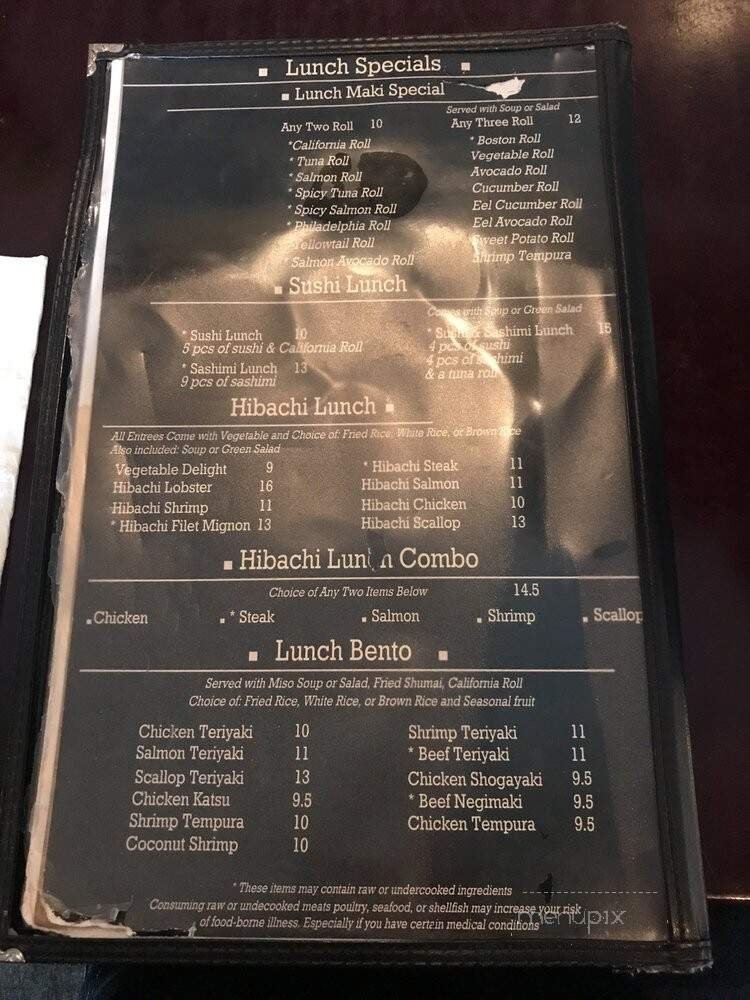 Lunch Specials
Lunch Maki Special
Served with Soup or Salad
Any Two Roll 10
*California Roll
* Tuna Roll
* Salmon Roll
* Spicy Tuna Roll
* Spicy Salmon Roll
* Philadelphia Roll
Yellowtail Roll
* Salmon Avocado Roll
Any Three Roll 12
* Boston Roll
Vegetable Roll
Avocado Roll
Cucumber Roll
Eel Cucumber Roll
Eel Avocado Roll
Sweet Potato Roll
Shrimp Tempura
Sushi Lunch
Comes with Soup or Green Salad
* Sushi Lunch 10
5 pcs of sushi & California Roll
* Sashimi Lunch 13
9 pcs of sashimi
* Sushi & Sashimi Lunch 15
4 pcs of sushi
4 pcs of sashimi
& a tuna roll
Hibachi Lunch
All Entrees Come with Vegetable and Choice of: Fried Rice, White Rice, or Brown Rice
Also included: Soup or Green Salad
Vegetable Delight 9
Hibachi Lobster 16
Hibachi Shrimp 11
* Hibachi Filet Mignon 13
* Hibachi Steak 11
Hibachi Salmon 11
Hibachi Chicken 10
Hibachi Scallop 13
Hibachi Lunch Combo
Choice of Any Two Items Below 14.5
Chicken * Steak Salmon Shrimp Scallop
Lunch Bento
Served with Miso Soup or Salad, Fried Shumai, California Roll
Choice of: Fried Rice, White Rice, or Brown Rice and Seasonal fruit
Chicken Teriyaki 10
Salmon Teriyaki 11
Scallop Teriyaki 13
Chicken Katsu 9.5
Shrimp Tempura 10
Coconut Shrimp 10
Shrimp Teriyaki 11
* Beef Teriyaki 11
Chicken Shogayaki 9.5
* Beef Negimaki 9.5
Chicken Tempura 9.5
* These items may contain raw or undercooked ingredients
Consuming raw or undecooked meats poultry, seafood, or shellfish may increase your risk
of food-borne illness. Especially if you have certain medical conditions
menupix